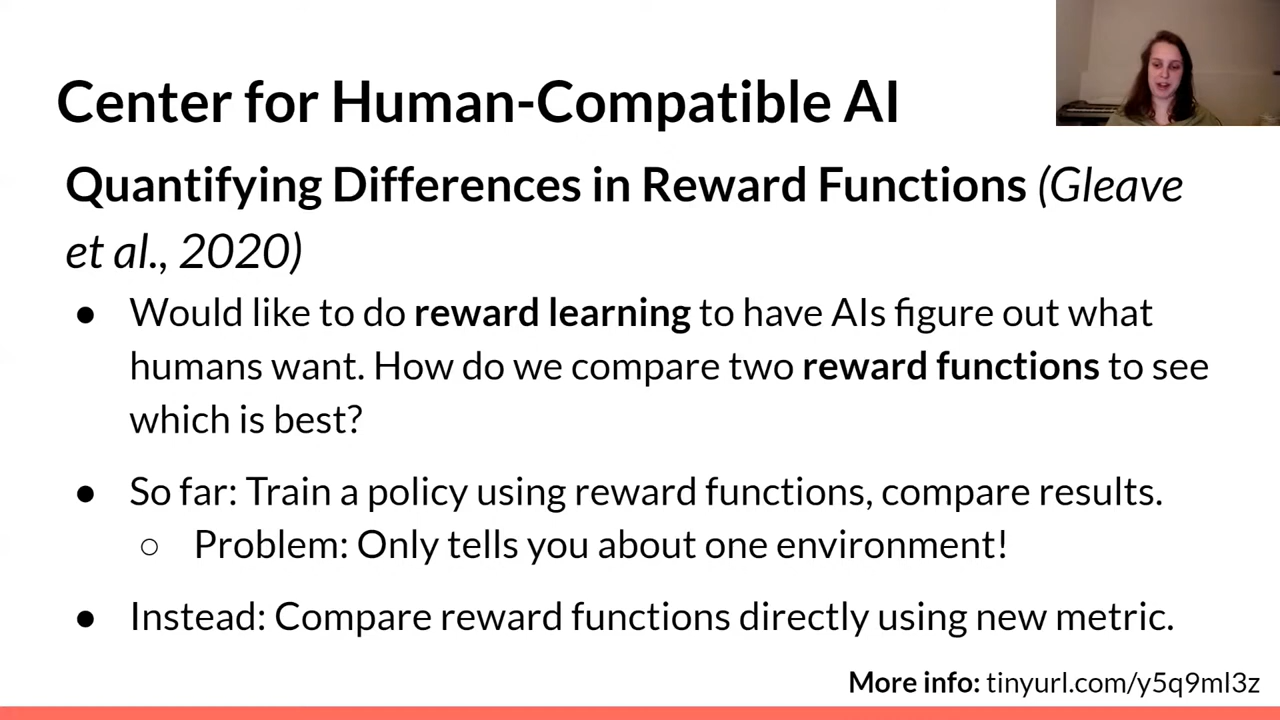 Center for Human-Compatible AI
Quantifying Differences in Reward Functions (Gleave
et al., 2020)
● Would like to do reward learning to have AIs figure out what
humans want. How do we compare two reward functions to see
which is best?
● So far: Train a policy using reward functions, compare results.
○ Problem: Only tells you about one environment!
● Instead: Compare reward functions directly using new metric.
More info: tinyurl.com/y5q9ml3z